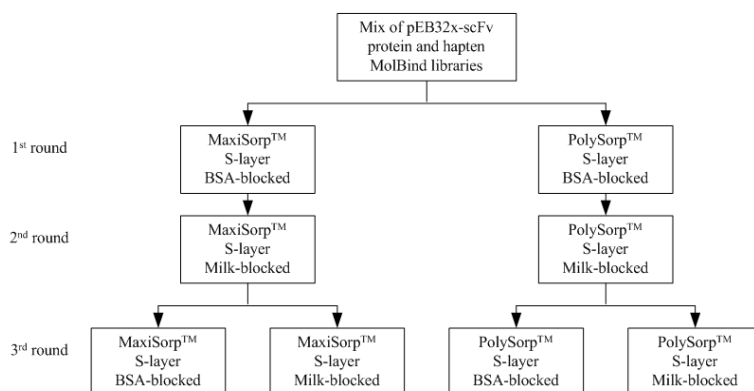 Mix of pEB32x-scFv
protein and hapten
MolBind libraries
1st round
MaxiSorp™
S-layer
BSA-blocked
PolySorp™
S-layer
BSA-blocked
2nd round
MaxiSorp™
S-layer
Milk-blocked
PolySorp™
S-layer
Milk-blocked
3rd round
MaxiSorp™
S-layer
BSA-blocked
MaxiSorp™
S-layer
Milk-blocked
PolySorp™
S-layer
BSA-blocked
PolySorp™
S-layer
Milk-blocked